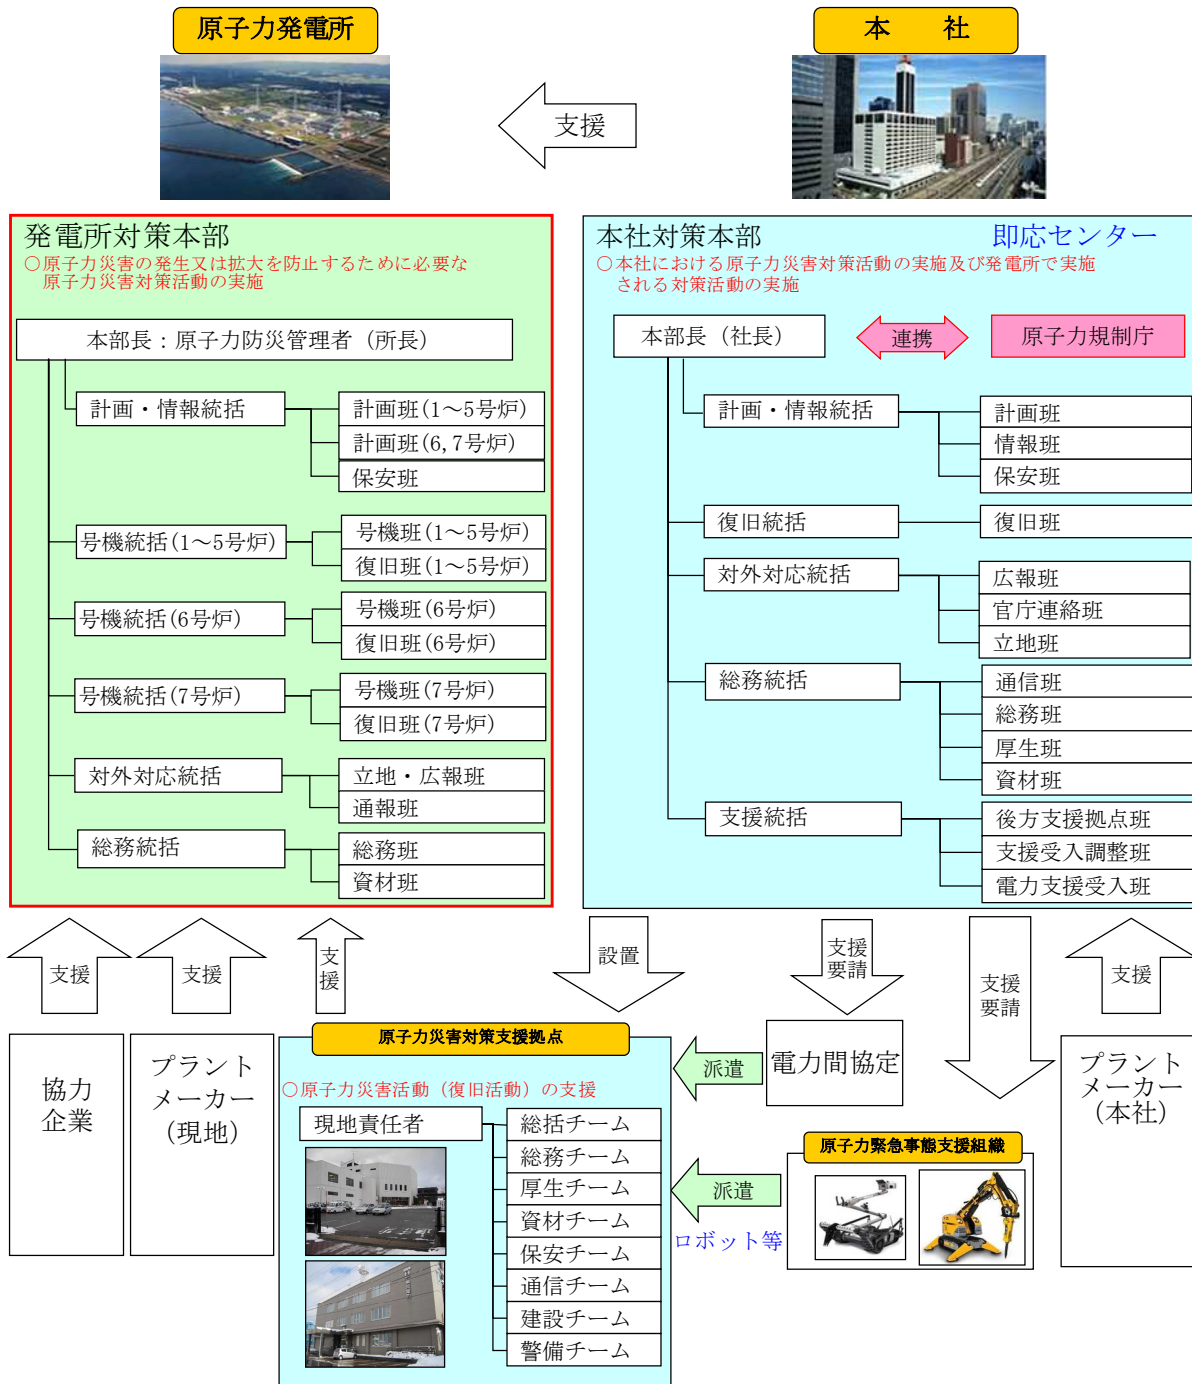 原子力発電所
本　社
支援
発電所対策本部
○原子力災害の発生又は拡大を防止するために必要な
原子力災害対策活動の実施
本部長：原子力防災管理者（所長）
計画・情報統括
計画班(1～5号炉)
計画班(6,7号炉)
保安班
号機統括(1～5号炉)
号機班(1～5号炉)
復旧班(1～5号炉)
号機統括(6号炉)
号機班(6号炉)
復旧班(6号炉)
号機統括(7号炉)
号機班(7号炉)
復旧班(7号炉)
対外対応統括
立地・広報班
通報班
総務統括
総務班
資材班
本社対策本部
即応センター
○本社における原子力災害対策活動の実施及び発電所で実施
される対策活動の実施
本部長（社長）
連携
原子力規制庁
計画・情報統括
計画班
情報班
保安班
復旧統括
復旧班
対外対応統括
広報班
官庁連絡班
立地班
総務統括
通信班
総務班
厚生班
資材班
支援統括
後方支援拠点班
支援受入調整班
電力支援受入班
支援
支援
支援
設置
支援
要請
支援
要請
支援
協力
企業
プラント
メーカー
（現地）
原子力災害対策支援拠点
○原子力災害活動（復旧活動）の支援
現地責任者
総括チーム
総務チーム
厚生チーム
資材チーム
保安チーム
通信チーム
建設チーム
警備チーム
派遣
電力間協定
派遣
ロボット等
原子力緊急事態支援組織
プラント
メーカー
（本社）